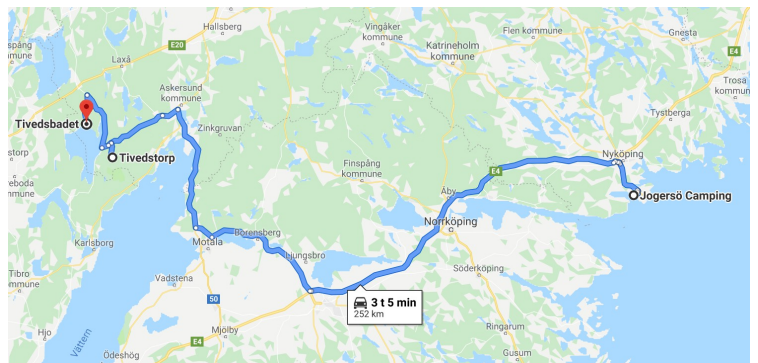 Hallsberg
Vingåker
kommune
Flen kommune
Gnesta
E20
Katrineholm
kommune
E4
Laxå
Trosa
kommun
Askersund
kommune
Tystberga
Tivedsbadet
Zinkgruvan
Tivedstorp
Finspång
kommune
Nyköping
E4
Jogersö Camping
Åby
Norrköping
Karlsborg
Motala
Borensberg
Ljungsbro
Söderköping
Tibro
kommun
Vadstena
50
3 t 5 min
252 km
Mjölby
E4
Ringarum
Hjo
Vättern
Ödeshög
Gusum